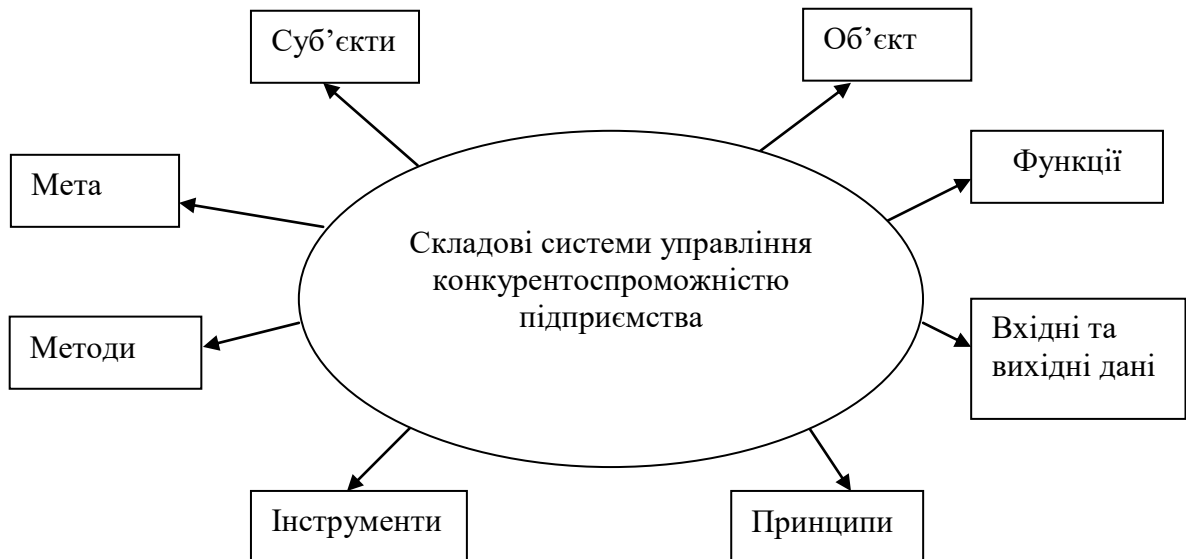 Суб’єкти
Об’єкт
Мета
Функції
Складові системи управління
конкурентоспроможністю
підприємства
Методи
Вхідні та
вихідні дані
Інструменти
Принципи